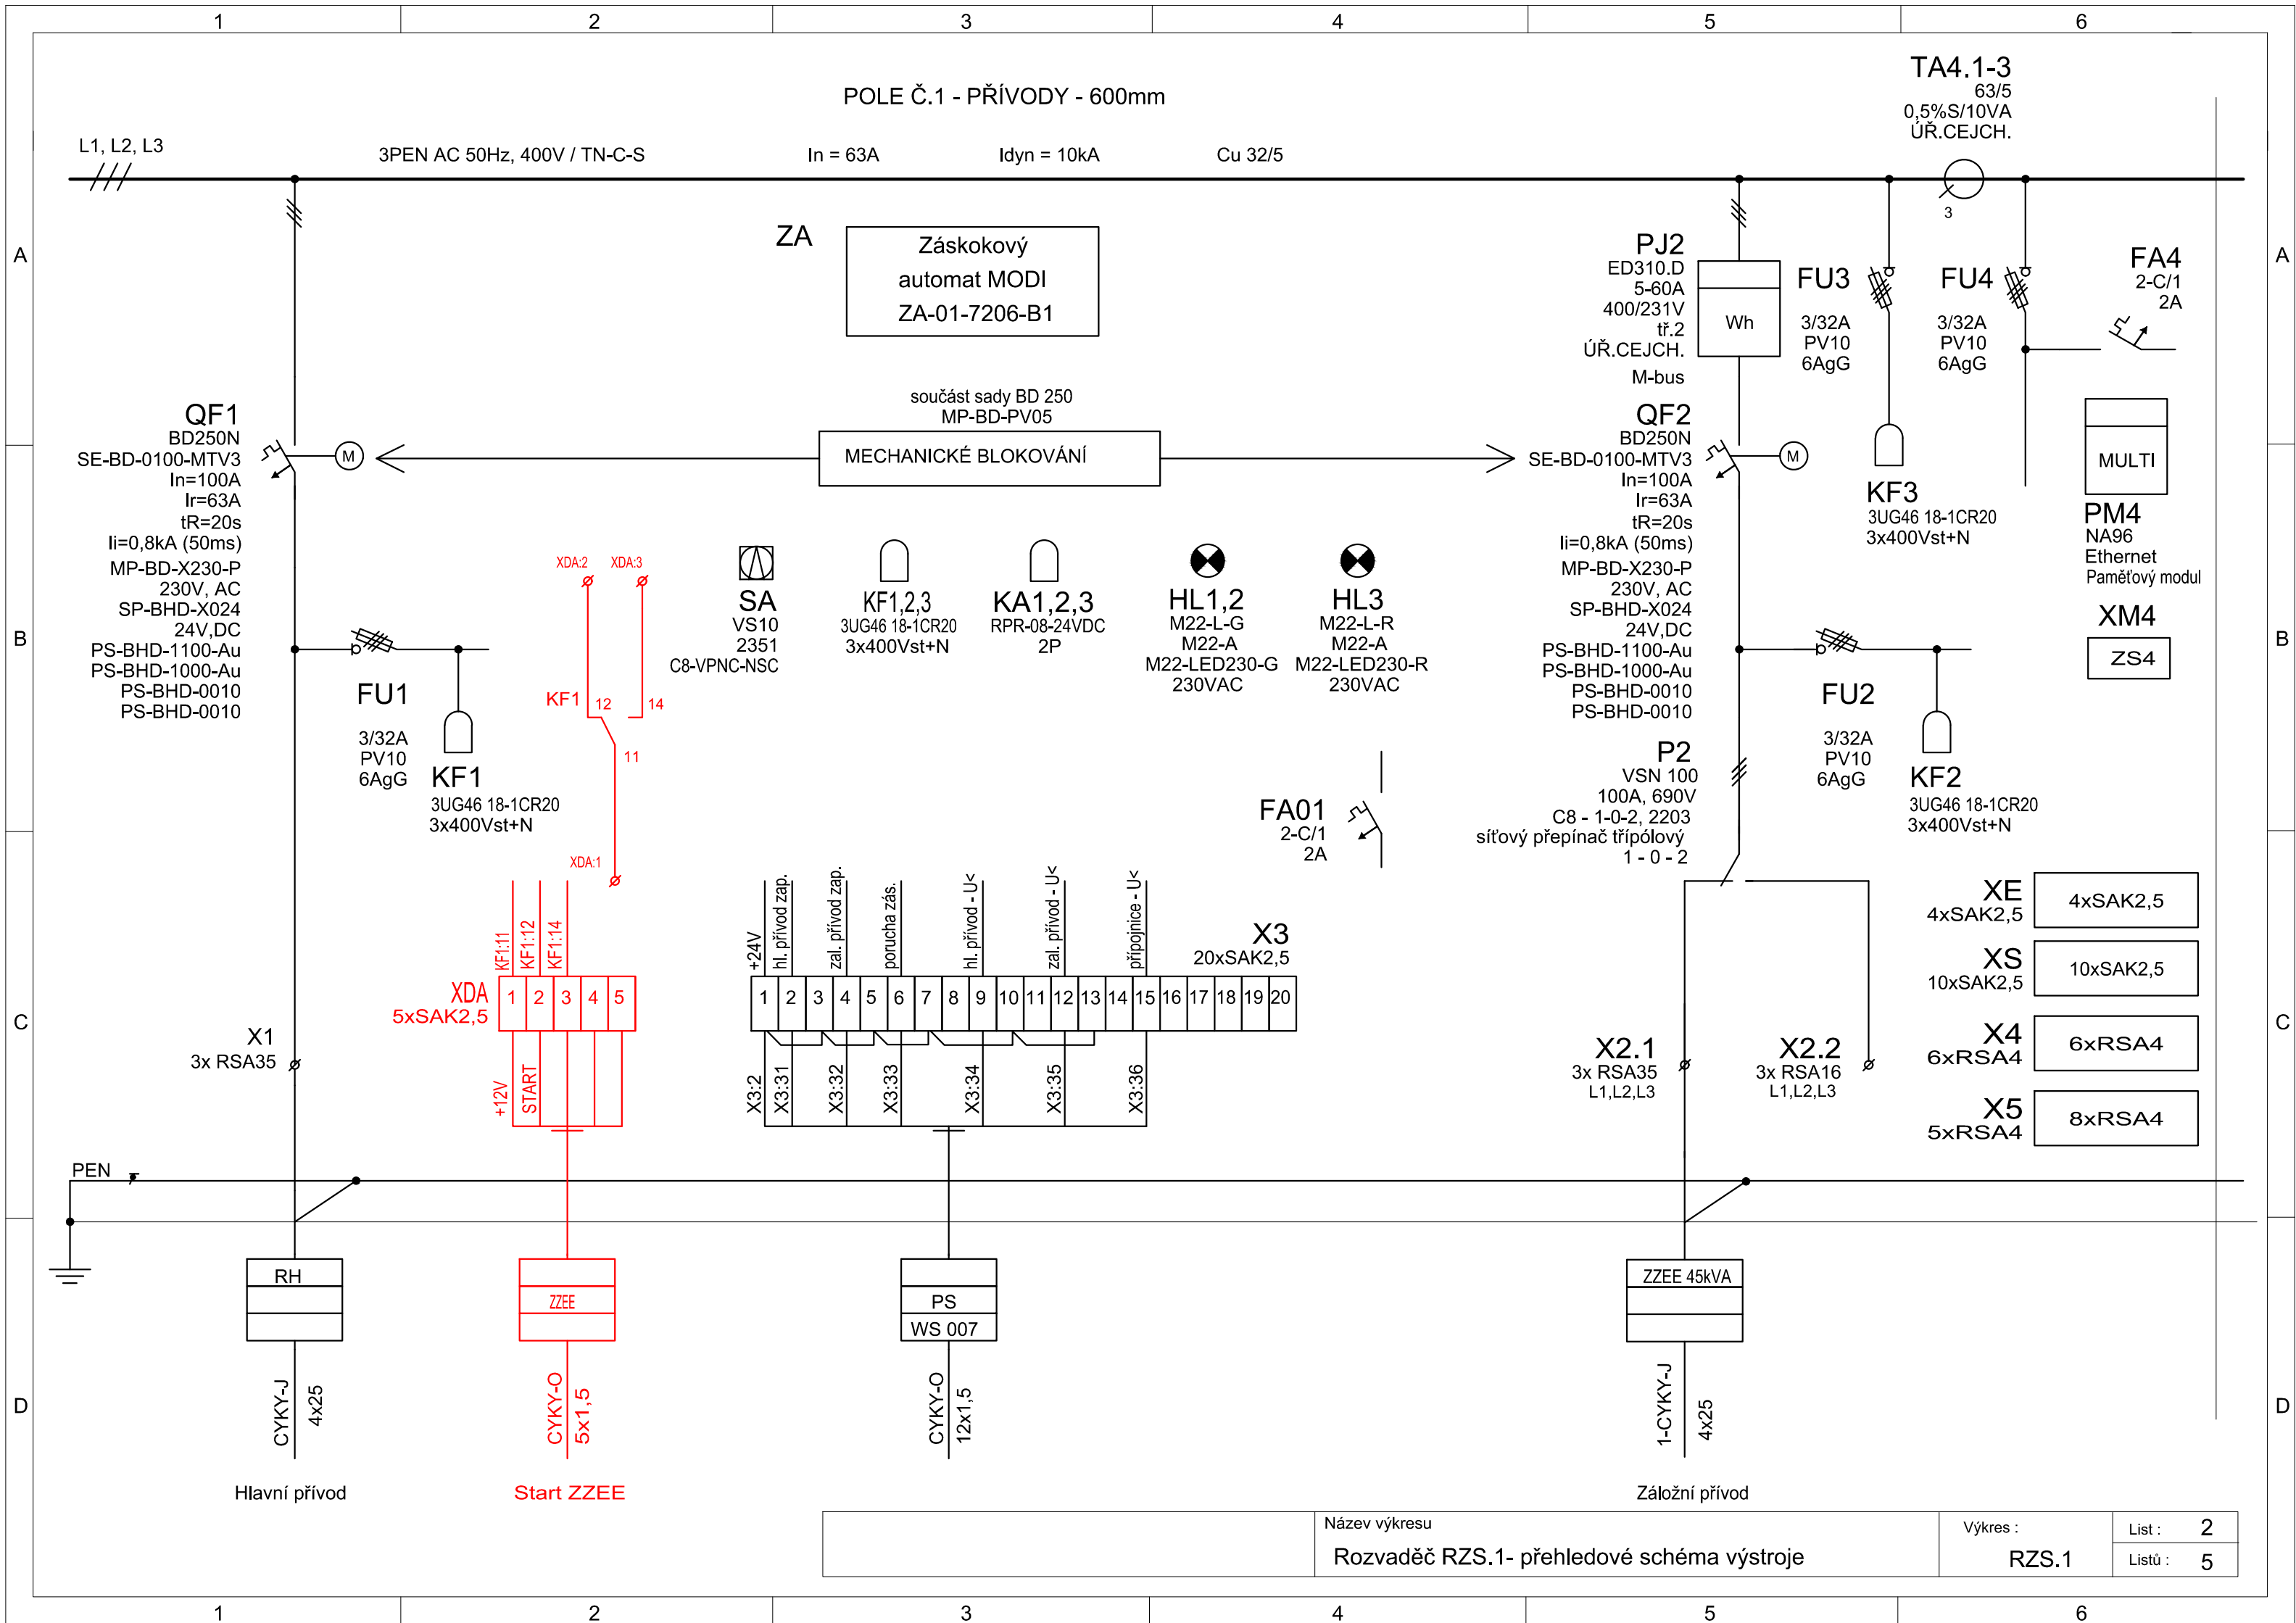 1
2
3
4
5
6
POLE Č.1 - PŘÍVODY - 600mm
TA4.1-3
63/5
0,5%S/10VA
ÚŘ.CEJCH.
L1, L2, L3
3PEN AC 50Hz, 400V / TN-C-S
In = 63A
Idyn = 10kA
Cu 32/5
3
A
A
ZA
Záskokový
automat MODI
ZA-01-7206-B1
PJ2
ED310.D
5-60A
400/231V
tř.2
ÚŘ.CEJCH.
M-bus
Wh
FU3
3/32A
PV10
6AgG
FU4
3/32A
PV10
6AgG
FA4
2-C/1
2A
součást sady BD 250
MP-BD-PV05
MECHANICKÉ BLOKOVÁNÍ
QF1
BD250N
SE-BD-0100-MTV3
In=100A
Ir=63A
tR=20s
Ii=0,8kA (50ms)
MP-BD-X230-P
230V, AC
SP-BHD-X024
24V,DC
PS-BHD-1100-Au
PS-BHD-1000-Au
PS-BHD-0010
PS-BHD-0010
M
QF2
BD250N
SE-BD-0100-MTV3
In=100A
Ir=63A
tR=20s
Ii=0,8kA (50ms)
MP-BD-X230-P
230V, AC
SP-BHD-X024
24V,DC
PS-BHD-1100-Au
PS-BHD-1000-Au
PS-BHD-0010
PS-BHD-0010
M
KF3
3UG46 18-1CR20
3x400Vst+N
MULTI
PM4
NA96
Ethernet
Paměťový modul
XM4
ZS4
B
B
FU1
3/32A
PV10
6AgG
KF1
3UG46 18-1CR20
3x400Vst+N
XDA:2
XDA:3
KF1
12
14
11
XDA:1
SA
VS10
2351
C8-VPNC-NSC
KF1,2,3
3UG46 18-1CR20
3x400Vst+N
KA1,2,3
RPR-08-24VDC
2P
HL1,2
M22-L-G
M22-A
M22-LED230-G
230VAC
HL3
M22-L-R
M22-A
M22-LED230-R
230VAC
FU2
3/32A
PV10
6AgG
KF2
3UG46 18-1CR20
3x400Vst+N
FA01
2-C/1
2A
P2
VSN 100
100A, 690V
C8 - 1-0-2, 2203
síťový přepínač třípólový
1 - 0 - 2
C
C
X1
3x RSA35
KF1:11
KF1:12
KF1:14
XDA
5xSAK2,5
1
2
3
4
5
+12V
START
+24V
hl. přívod zap.
zal. přívod zap.
porucha zás.
hl. přívod - U<
zal. přívod - U<
přípojnice - U<
X3
20xSAK2,5
1
2
3
4
5
6
7
8
9
10
11
12
13
14
15
16
17
18
19
20
X3:2
X3:31
X3:32
X3:33
X3:34
X3:35
X3:36
X2.1
3x RSA35
L1,L2,L3
X2.2
3x RSA16
L1,L2,L3
XE
4xSAK2,5
4xSAK2,5
XS
10xSAK2,5
10xSAK2,5
X4
6xRSA4
6xRSA4
X5
5xRSA4
8xRSA4
PEN
D
D
RH
CYKY-J
4x25
Hlavní přívod
ZZEE
CYKY-O
5x1,5
Start ZZEE
PS
WS 007
CYKY-O
12x1,5
ZZEE 45kVA
1-CYKY-J
4x25
Záložní přívod
Název výkresu
Rozvaděč RZS.1- přehledové schéma výstroje
Výkres :
RZS.1
List : 2
Listů : 5
1
2
3
4
5
6